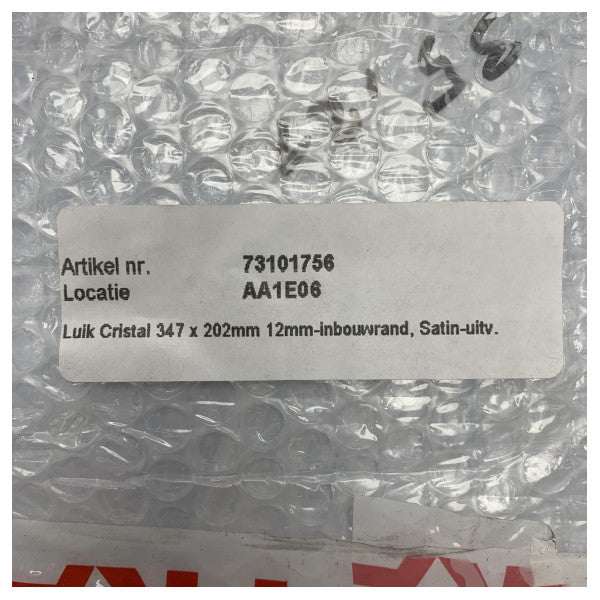 Artikel nr. 73101756
Locatie AA1E06
Luik Cristal 347 x 202mm 12mm-inbouwrand, Satin-uitv.